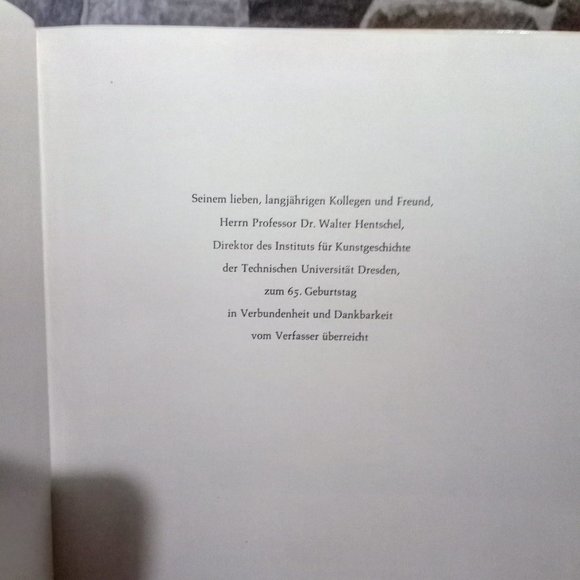 Seinem lieben, langjährigen Kollegen und Freund,
Herrn Professor Dr. Walter Hentschel,
Direktor des Instituts für Kunstgeschichte
der Technischen Universität Dresden,
zum 65. Geburtstag
in Verbundenheit und Dankbarkeit
vom Verfasser überreicht